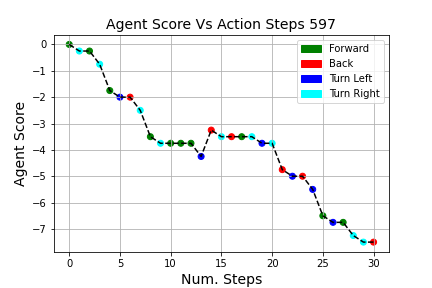 Agent Score Vs Action Steps 597
Agent Score
0
−1
−2
−3
−4
−5
−6
−7
Forward
Back
Turn Left
Turn Right
0 5 10 15 20 25 30
Num. Steps